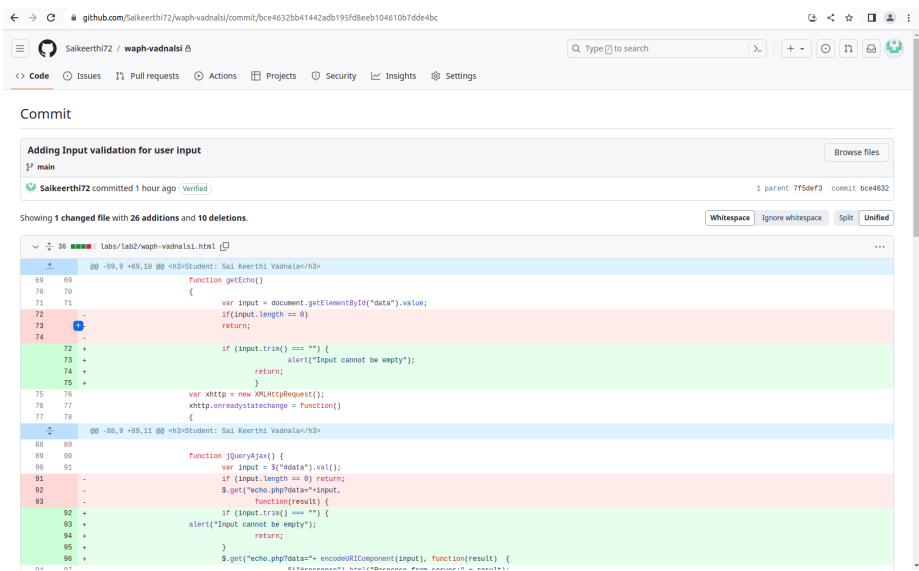 github.com/Saikeerthi72/waph-vadnalsi/commit/bce4632bb41442adb195fd8eeb104610b7dde4bc
Saikeerthi72 / waph-vadnalsi
Type / to search
Code Issues Pull requests Actions Projects Security Insights Settings
Commit
Adding Input validation for user input
Browse files
main
Saikeerthi72 committed 1 hour ago Verified
1 parent 7f5def3 commit bce4632
Showing 1 changed file with 26 additions and 10 deletions.
Whitespace Ignore whitespace Split Unified
36 labs/lab2/waph-vadnalsi.html
@@ -69,9 +69,10 @@ <h3>Student: Sai Keerthi Vadnala</h3>
69 69 function getEcho()
70 70 {
71 71 var input = document.getElementById("data").value;
72 - if(input.length == 0)
73 - return;
74 -
72 + if (input.trim() === "") {
73 + alert("Input cannot be empty");
74 + return;
75 + }
75 76 var xhttp = new XMLHttpRequest();
76 77 xhttp.onreadystatechange = function()
77 78 {
@@ -88,9 +89,11 @@ <h3>Student: Sai Keerthi Vadnala</h3>
88 89
89 90 function jQueryAjax() {
90 91 var input = $("#data").val();
91 - if (input.length == 0) return;
92 - $.get("echo.php?data="+input,
93 - function(result) {
92 + if (input.trim() === "") {
93 + alert("Input cannot be empty");
94 + return;
95 + }
96 + $.get("echo.php?data="+ encodeURIComponent(input), function(result) {
94 97 $("#response").html("Response from server:" + result);